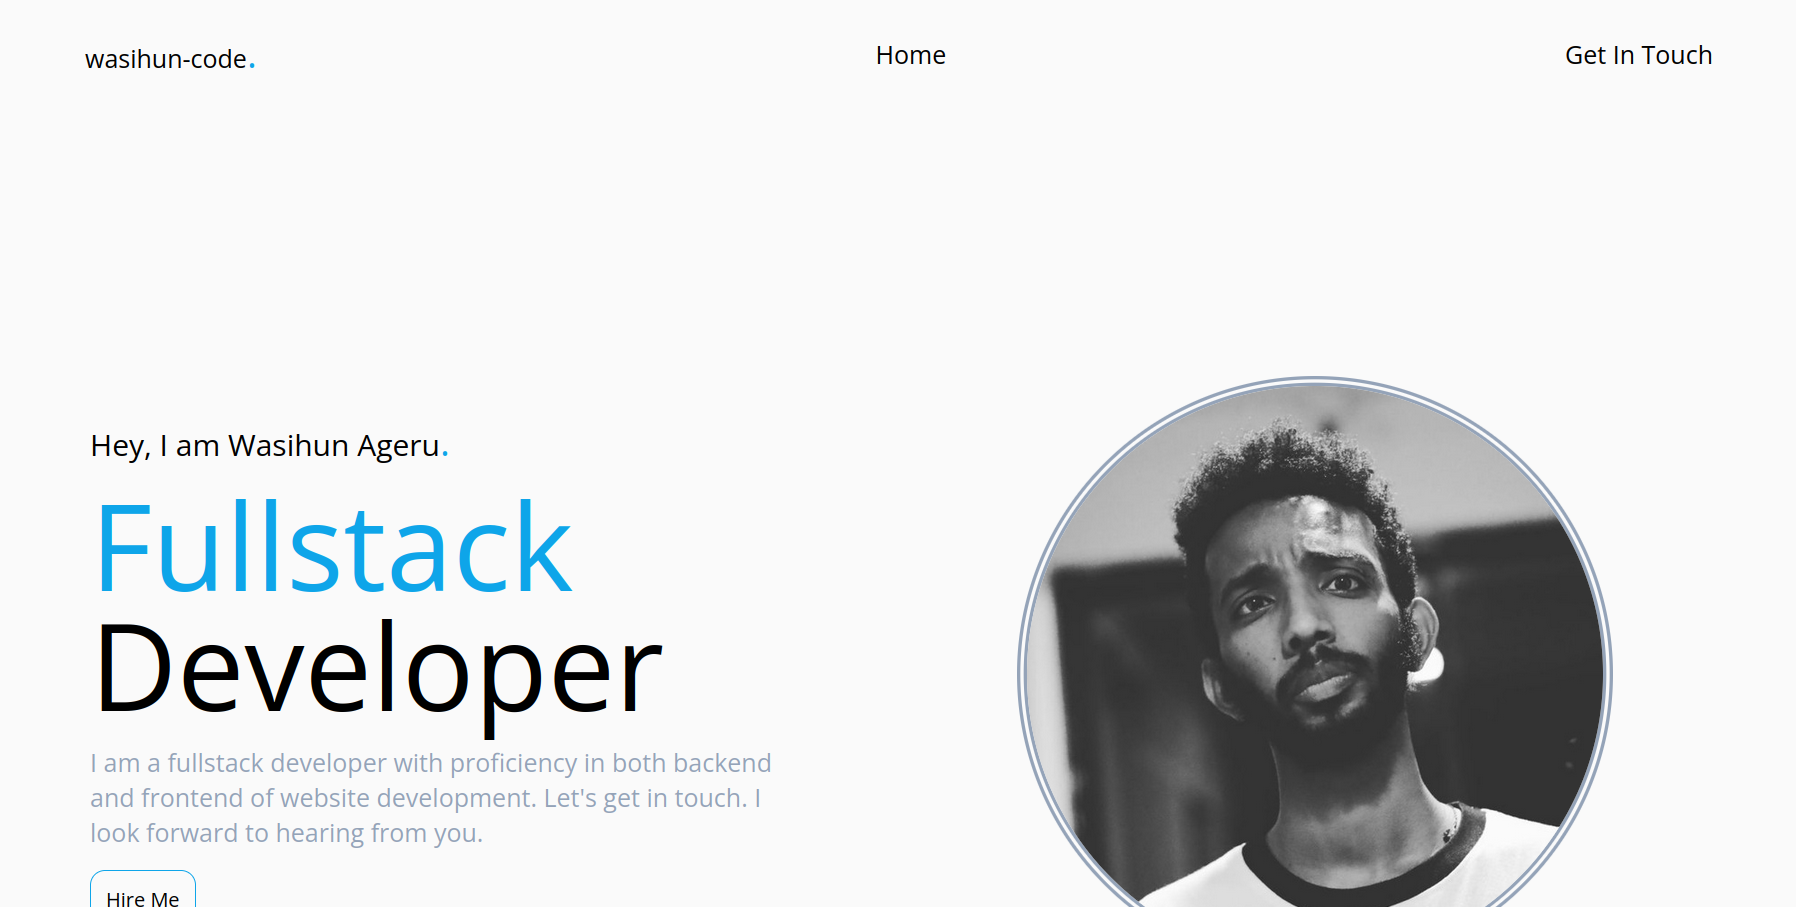 wasihun-code.
Home
Get In Touch
Hey, I am Wasihun Ageru.
Fullstack
Developer
I am a fullstack developer with proficiency in both backend
and frontend of website development. Let's get in touch. I
look forward to hearing from you.
Hire Me